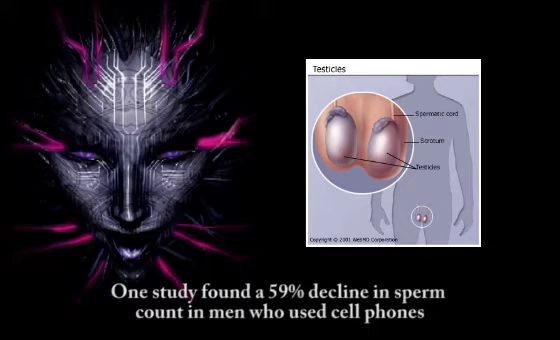 Testicles
Spermatic cord
Scrotum
Testicles
Copyright © 2001 WebMD Corporation
One study found a 59% decline in sperm
count in men who used cell phones